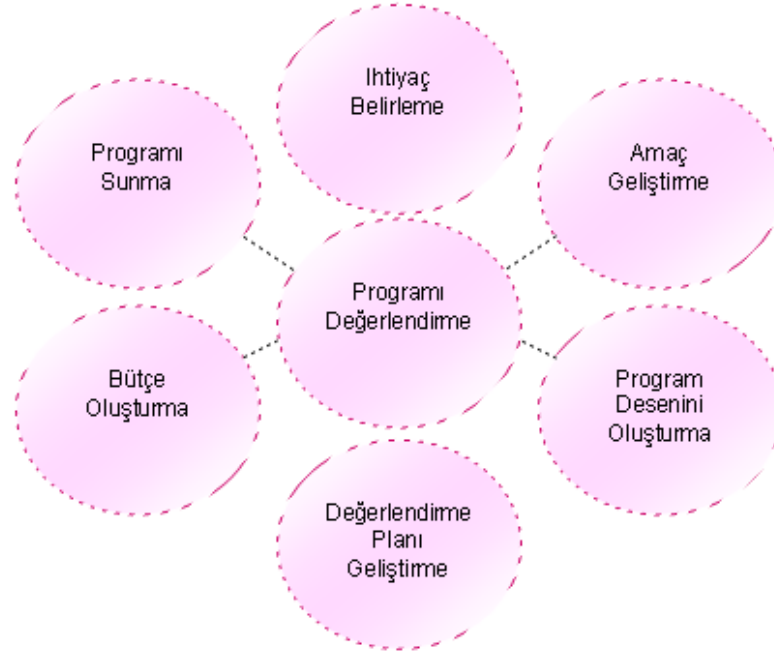 Ihtiyaç
Belirleme
Programı
Sunma
Amaç
Geliştirme
Programı
Değerlendirme
Bütçe
Oluşturma
Program
Desenini
Oluşturma
Değerlendirme
Planı
Geliştirme